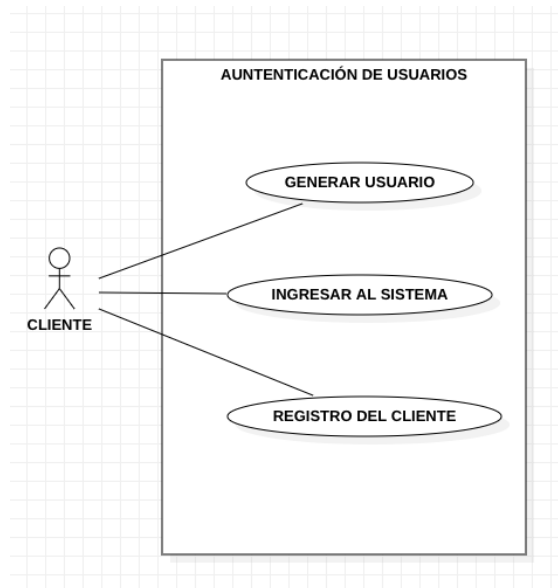 AUNTENTICACIÓN DE USUARIOS
GENERAR USUARIO
INGRESAR AL SISTEMA
CLIENTE
REGISTRO DEL CLIENTE